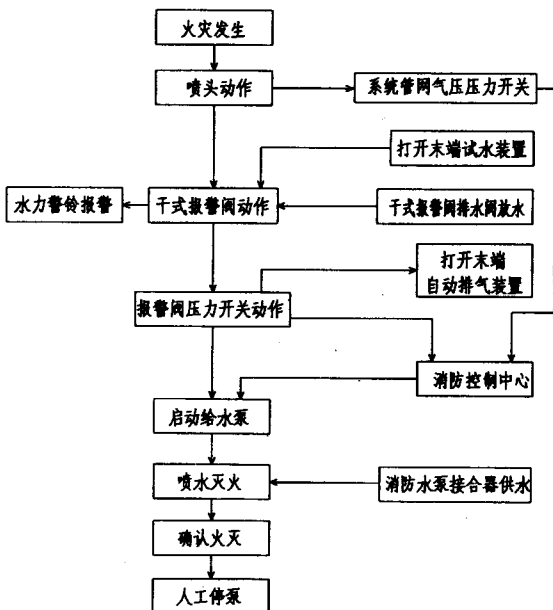 火灾发生
喷头动作
系统管网气压压力开关
打开末端试水装置
水力警铃报警
干式报警阀动作
干式报警阀排水阀放水
打开末端
自动排气装置
报警阀压力开关动作
消防控制中心
启动给水泵
喷水灭火
消防水泵接合器供水
确认火灭
人工停泵